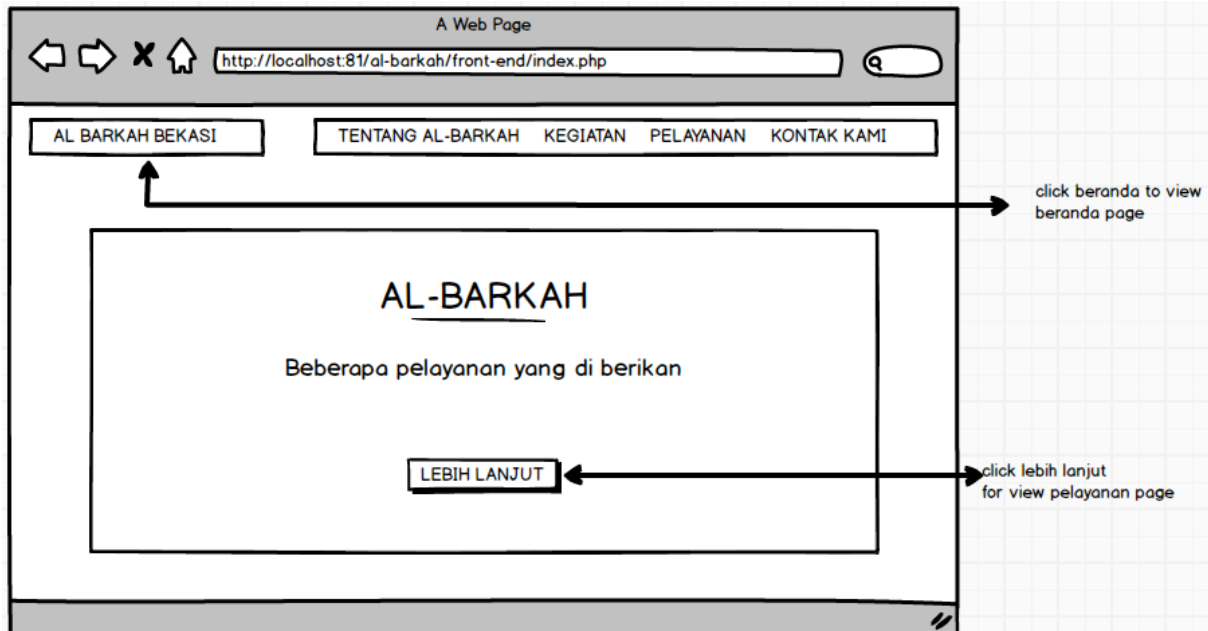 A Web Page
http://localhost:81/al-barkah/front-end/index.php
AL BARKAH BEKASI
TENTANG AL-BARKAH KEGIATAN PELAYANAN KONTAK KAMI
click beranda to view
beranda page
AL-BARKAH
Beberapa pelayanan yang di berikan
LEBIH LANJUT
click lebih lanjut
for view pelayanan page